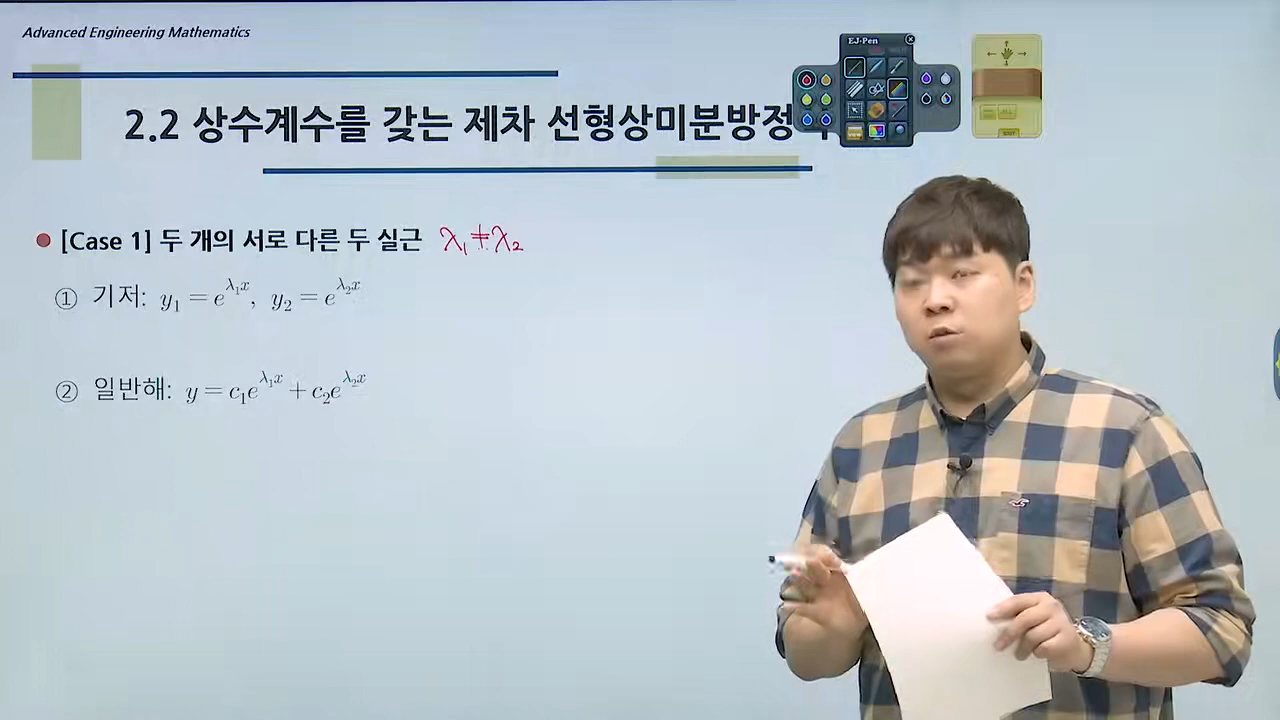 Advanced Engineering Mathematics
EJ-Pen
2.2 상수계수를 갖는 제차 선형상미분방정
[Case 1] 두 개의 서로 다른 두 실근 λ₁≠λ₂
① 기저: y₁ = e^{λ₁x}, y₂ = e^{λ₂x}
② 일반해: y = c₁e^{λ₁x} + c₂e^{λ₂x}